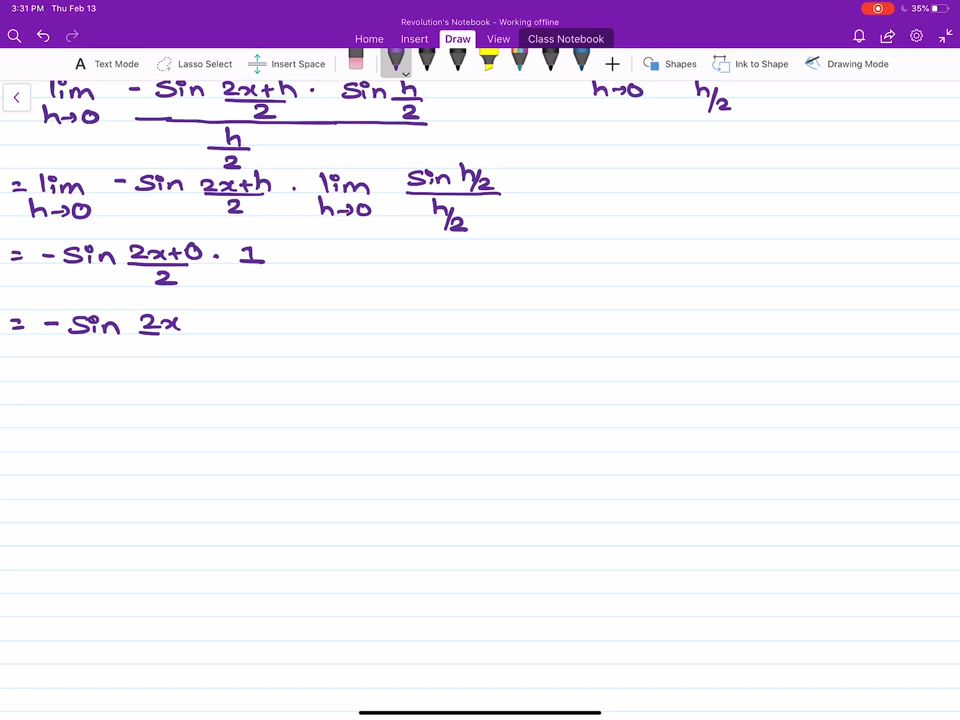 3:31 PM Thu Feb 13
35%
Revolution's Notebook - Working offline
Home Insert Draw View Class Notebook
A Text Mode Lasso Select Insert Space Shapes Ink to Shape Drawing Mode
lim h→0 - sin (2x+h)/2 · sin h/2
h/2
h→0 h/2
= lim h→0 - sin (2x+h)/2 · lim h→0 (sin h/2)/(h/2)
= - sin (2x+0)/2 · 1
= - sin 2x